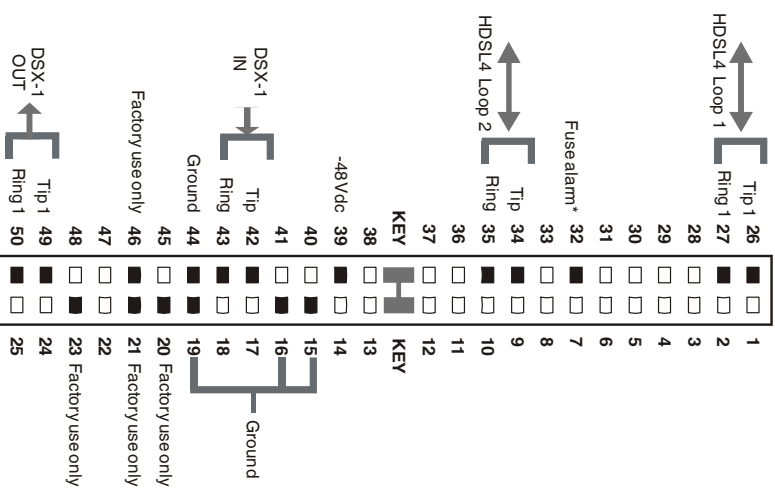 Tip 1 26 1
HDSL4 Loop 1 Ring 1 27 2
28 3
29 4
30 5
31 6
Fuse alarm* 32 7
33 8
Tip 34 9
HDSL4 Loop 2 Ring 35 10
36 11
37 12
KEY KEY
38 13
-48Vdc 39 14
40 15
41 16
DSX-1 Tip 42 17 Ground
IN Ring 43 18
Ground 44 19
45 20 Factory use only
Factory use only 46 21 Factory use only
47 22
48 23 Factory use only
DSX-1 Tip 1 49 24
OUT Ring 1 50 25